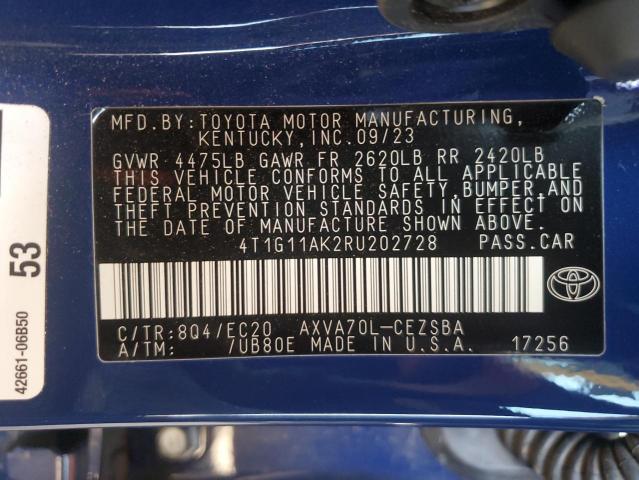 MFD.BY:TOYOTA MOTOR MANUFACTURING,
KENTUCKY,INC.09/23
GVWR 4475LB GAWR FR 2620LB RR 2420LB
THIS VEHICLE CONFORMS TO ALL APPLICABLE
FEDERAL MOTOR VEHICLE SAFETY,BUMPER,AND
THEFT PREVENTION STANDARDS IN EFFECT ON
THE DATE OF MANUFACTURE SHOWN ABOVE.
4T1G11AK2RU202728 PASS.CAR
C/TR:8Q4/EC20 AXVA70L-CEZSBA
A/TM: /UB80E MADE IN U.S.A. 17256
TOYOTA
53
42661-06B50